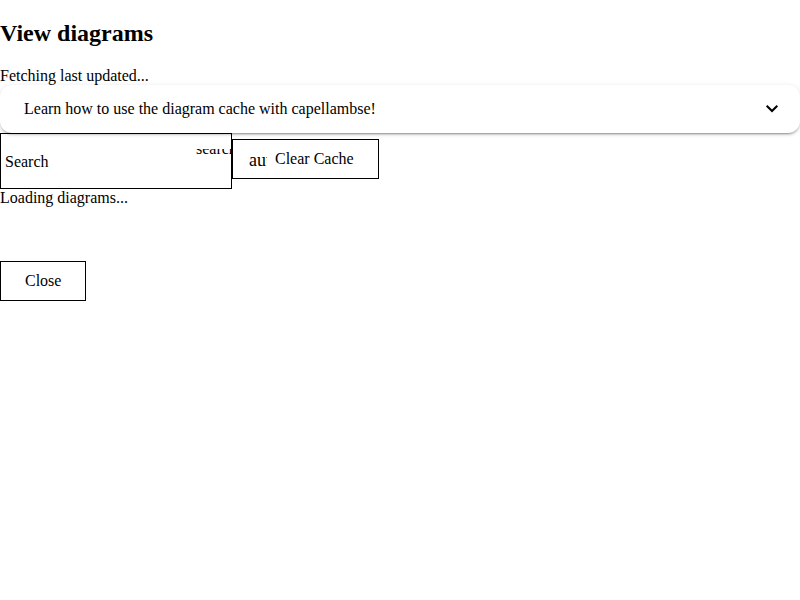 View diagrams
Fetching last updated...
Learn how to use the diagram cache with capellambse!
Search
au Clear Cache
Loading diagrams...
Close